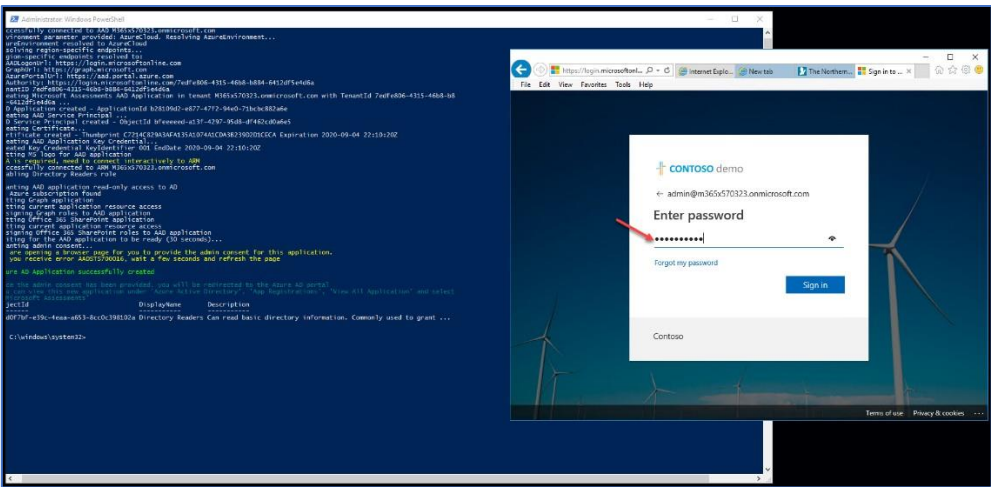 Administrator: Windows PowerShell
ccessfully connected to AAD M365x570323.onmicrosoft.com
vironment parameter provided: AzureCloud. Resolving AzureEnvironment...
ureEnvironment resolved to AzureCloud
solving region-specific endpoints...
gion-specific endpoints resolved to:
AADLogonUrl: https://login.microsoftonline.com
GraphUrl: https://graph.microsoft.com
AzurePortalUrl: https://aad.portal.azure.com
Authority: https://login.microsoftonline.com/7edfe806-4315-46b8-b884-6412df5e4d6a
nantID 7edfe806-4315-46b8-b884-6412df5e4d6a
eating Microsoft Assessments AAD Application in tenant M365x570323.onmicrosoft.com with TenantId 7edfe806-4315-46b8-b8
-6412df5e4d6a ...
D Application created - ApplicationId b28109d2-e877-47f2-94e0-71bcbc882a6e
eating AAD Service Principal ...
D Service Principal created - ObjectId
eating Certificate...
rtificate created - Thumbprint Expiration 2020-09-04 22:10:20Z
eating AAD Application Key Credential...
eated Key Credential KeyIdentifier 001 EndDate 2020-09-04 22:10:20Z
tting MS logo for AAD application
A is required, need to connect interactively to ARM
ccessfully connected to ARM M365x570323.onmicrosoft.com
abling Directory Readers role
anting AAD application read-only access to AD
Azure subscription found
tting Graph application
tting current application resource access
signing Graph roles to AAD application
tting Office 365 SharePoint application
tting current application resource access
signing Office 365 SharePoint roles to AAD application
iting for the AAD application to be ready (30 seconds)...
anting admin consent...
are opening a browser page for you to provide the admin consent for this application.
you receive error AADSTS700016, wait a few seconds and refresh the page
ure AD Application successfully created
ce the admin consent has been provided, you will be redirected to the Azure AD portal
u can view this new application under 'Azure Active Directory', 'App Registrations', 'View All Application' and select
Microsoft Assessments'
jectId DisplayName Description
Directory Readers Can read basic directory information. Commonly used to grant ...
C:\windows\system32>
https://login.microsoftonl...
Internet Explo...
New tab
The Northern...
Sign in to ...
File Edit View Favorites Tools Help
CONTOSO demo
← admin@m365x570323.onmicrosoft.com
Enter password
••••••••••
Forgot my password
Sign in
Contoso
Terms of use Privacy & cookies ...